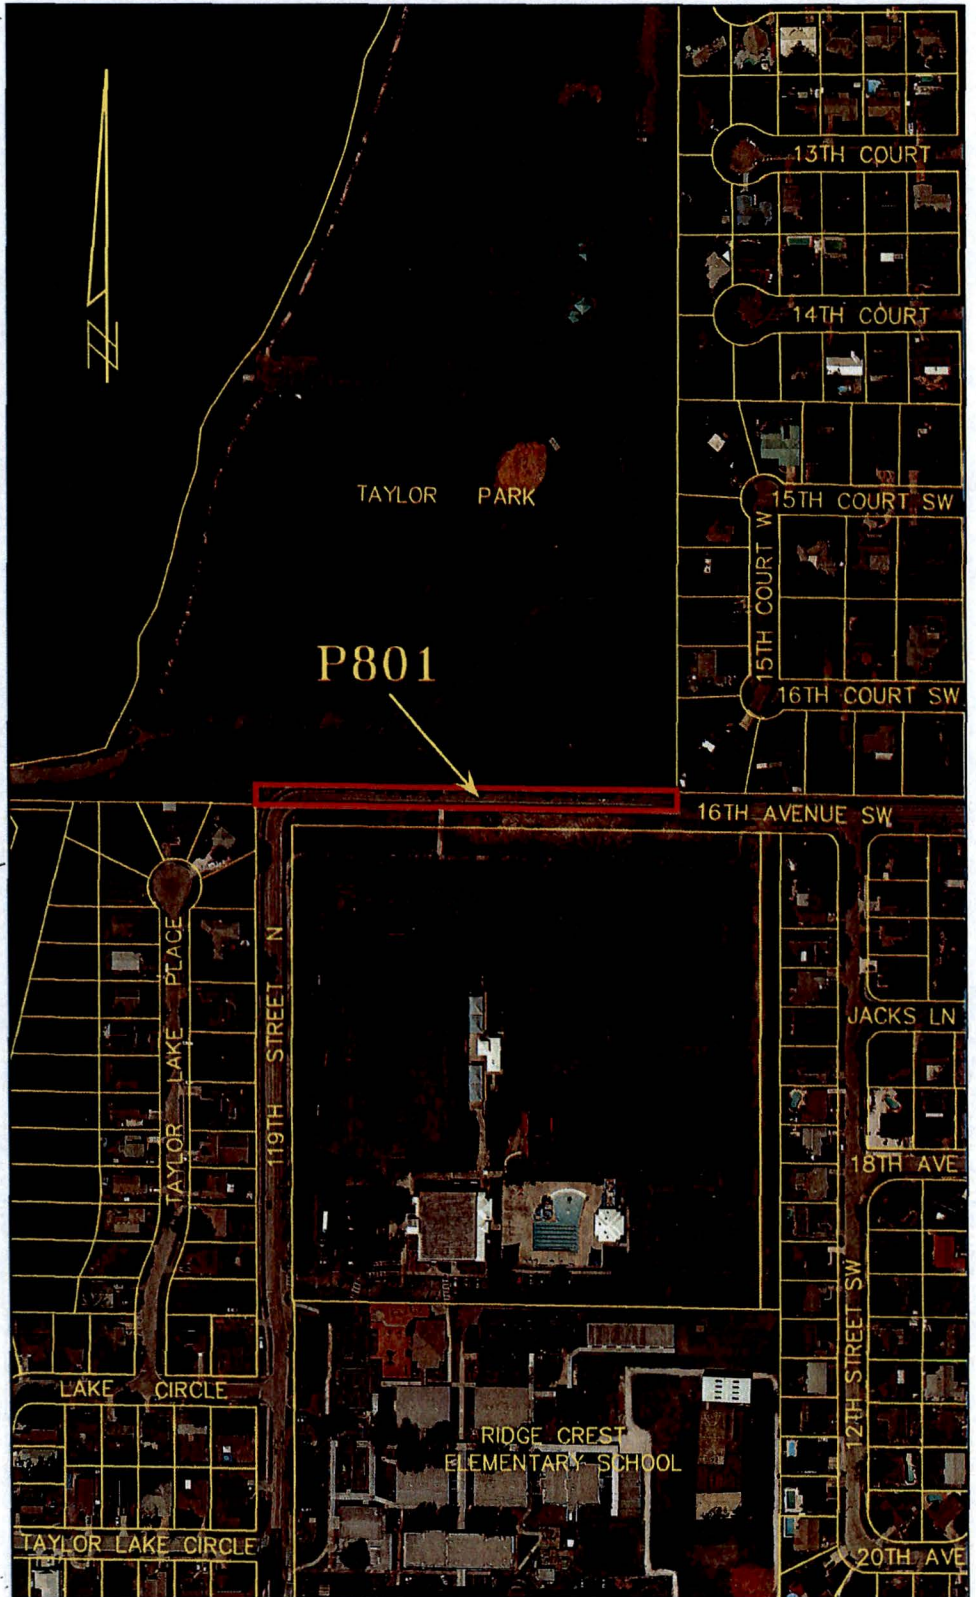 13TH COURT
14TH COURT
TAYLOR PARK
15TH COURT SW
15TH COURT W
P801
16TH COURT SW
16TH AVENUE SW
TAYLOR LAKE PLACE
119TH STREET N
JACKS LN
18TH AVE
12TH STREET SW
LAKE CIRCLE
RIDGE CREST
ELEMENTARY SCHOOL
TAYLOR LAKE CIRCLE
20TH AVE
N